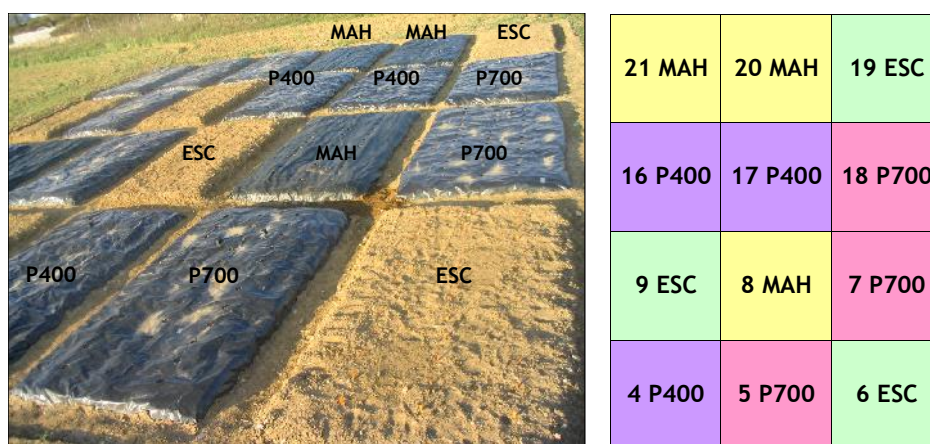 MAH MAH ESC
P400 P400 P700
ESC MAH P700
P400 P700 ESC
21 MAH 20 MAH 19 ESC
16 P400 17 P400 18 P700
9 ESC 8 MAH 7 P700
4 P400 5 P700 6 ESC